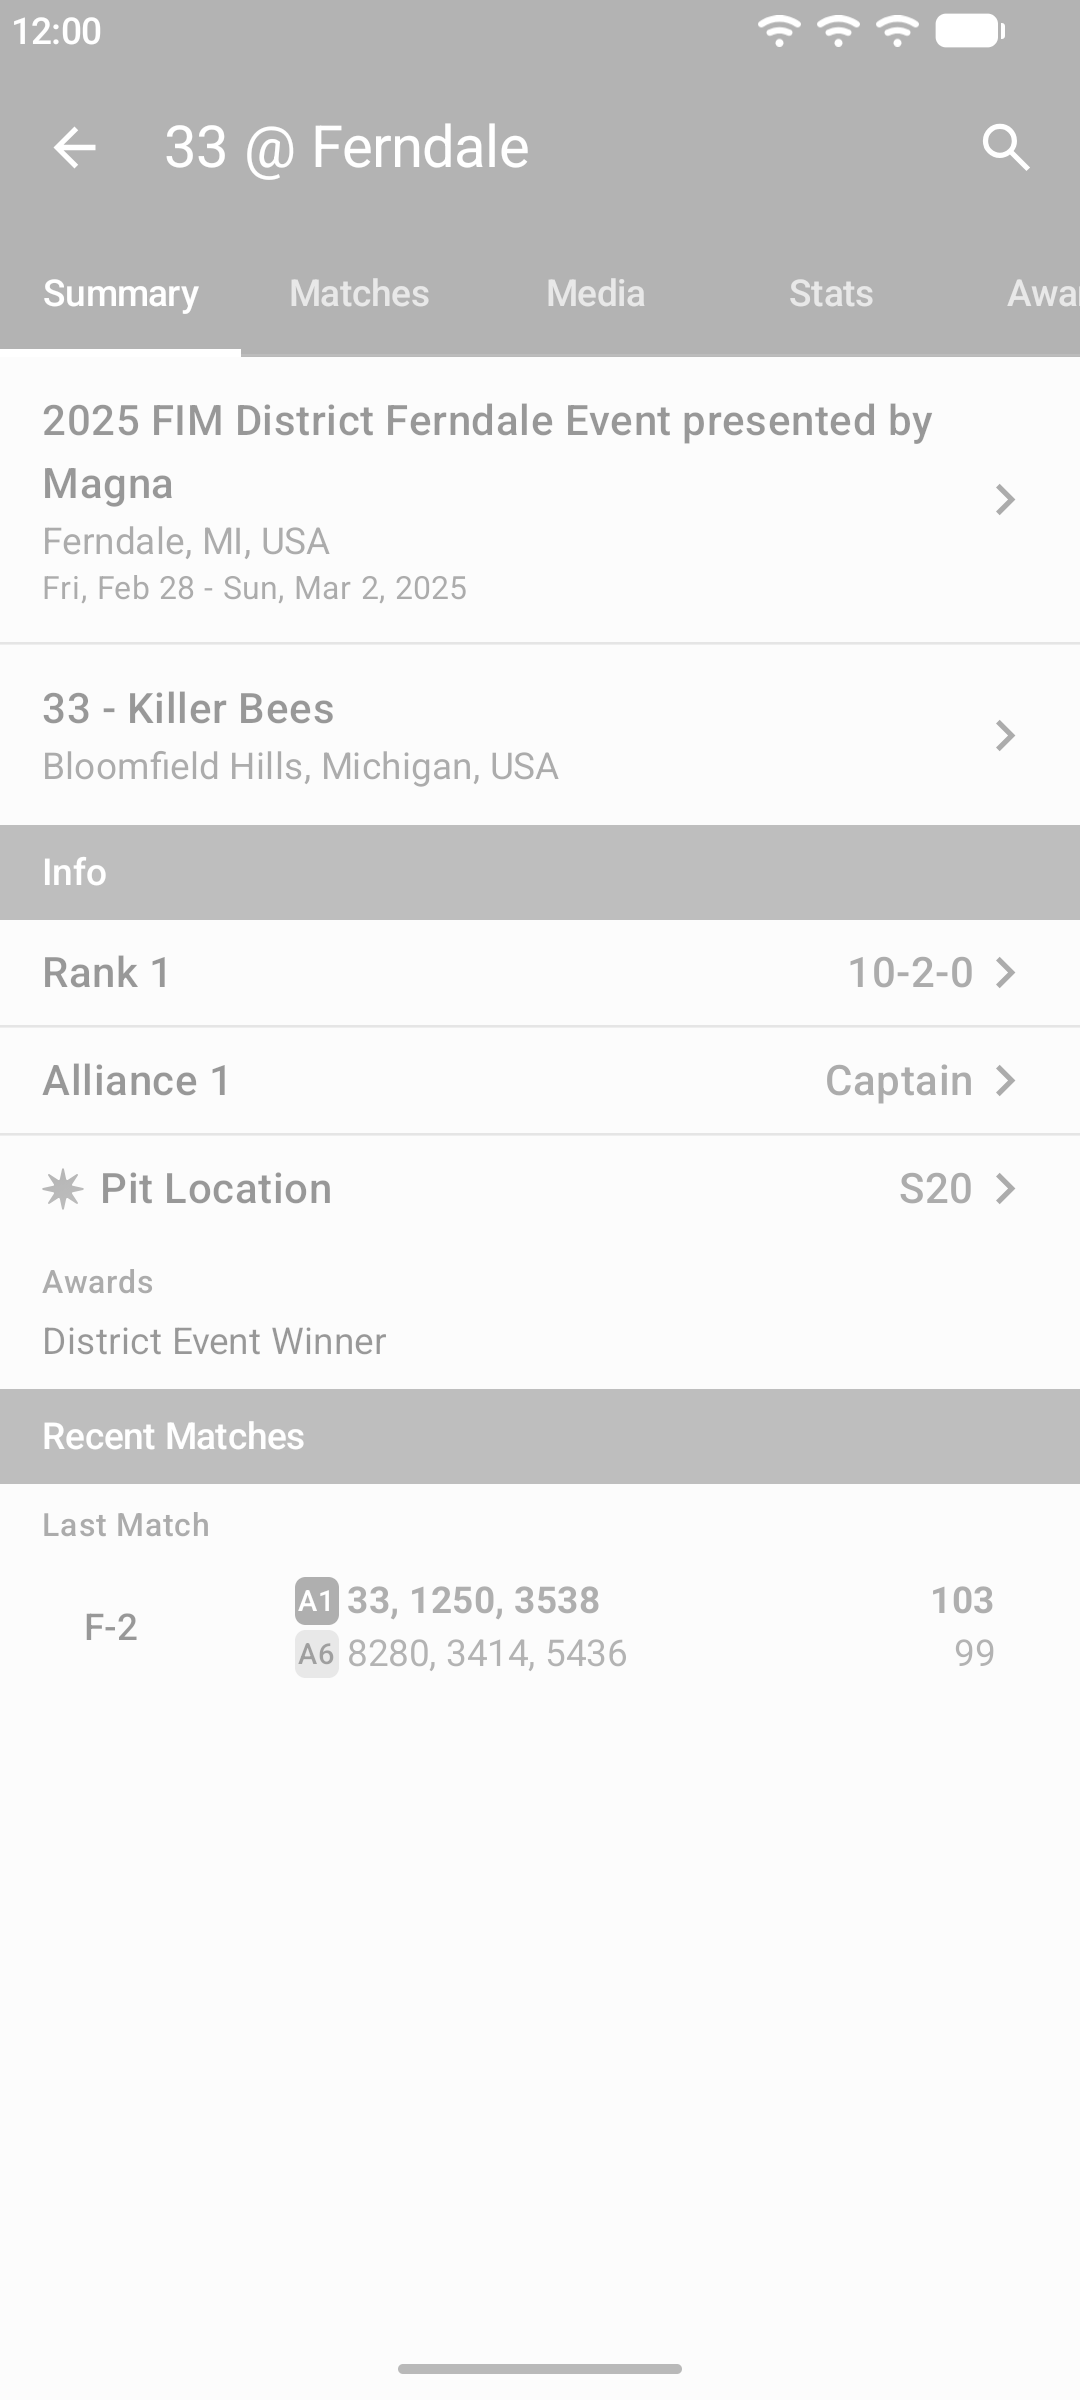 12:00
33 @ Ferndale
Summary Matches Media Stats
2025 FIM District Ferndale Event presented by
Magna
Ferndale, MI, USA
Fri, Feb 28 - Sun, Mar 2, 2025
33 - Killer Bees
Bloomfield Hills, Michigan, USA
Info
Rank 1 10-2-0
Alliance 1 Captain
Pit Location S20
Awards
District Event Winner
Recent Matches
Last Match
F-2
A1 33, 1250, 3538 103
A6 8280, 3414, 5436 99